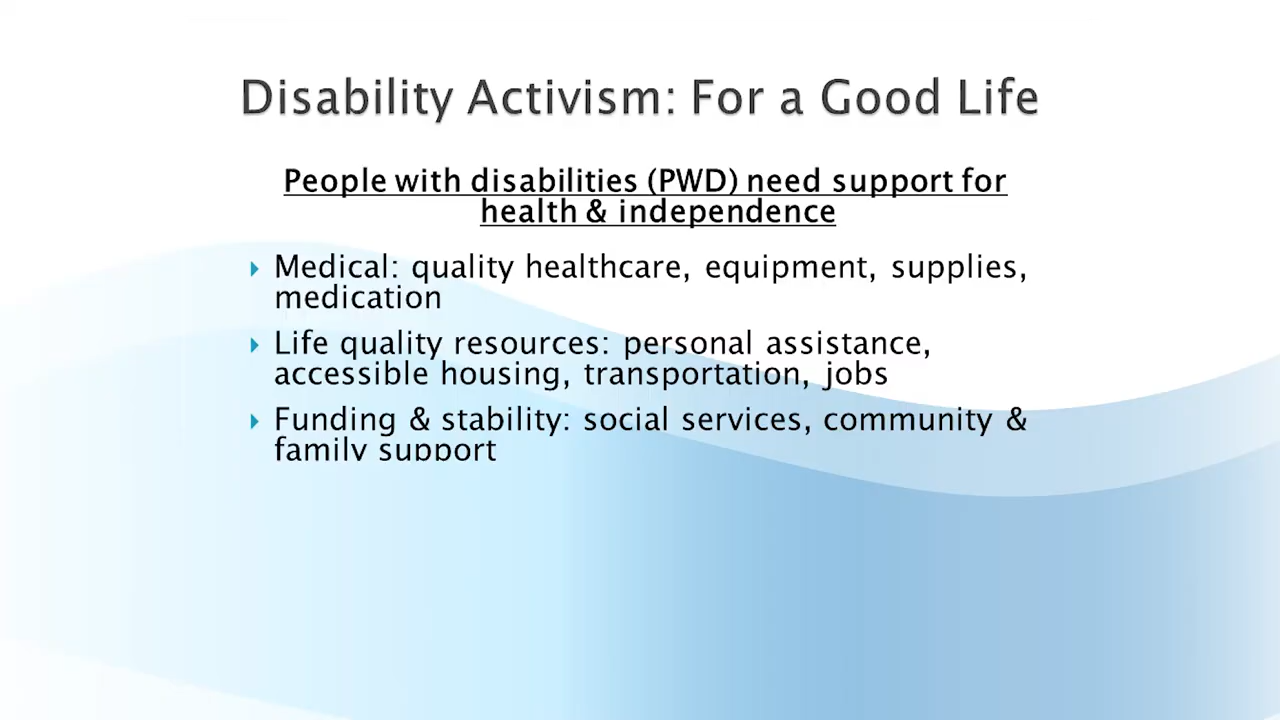 Disability Activism: For a Good Life
People with disabilities (PWD) need support for
health & independence
Medical: quality healthcare, equipment, supplies,
medication
Life quality resources: personal assistance,
accessible housing, transportation, jobs
Funding & stability: social services, community &
family support